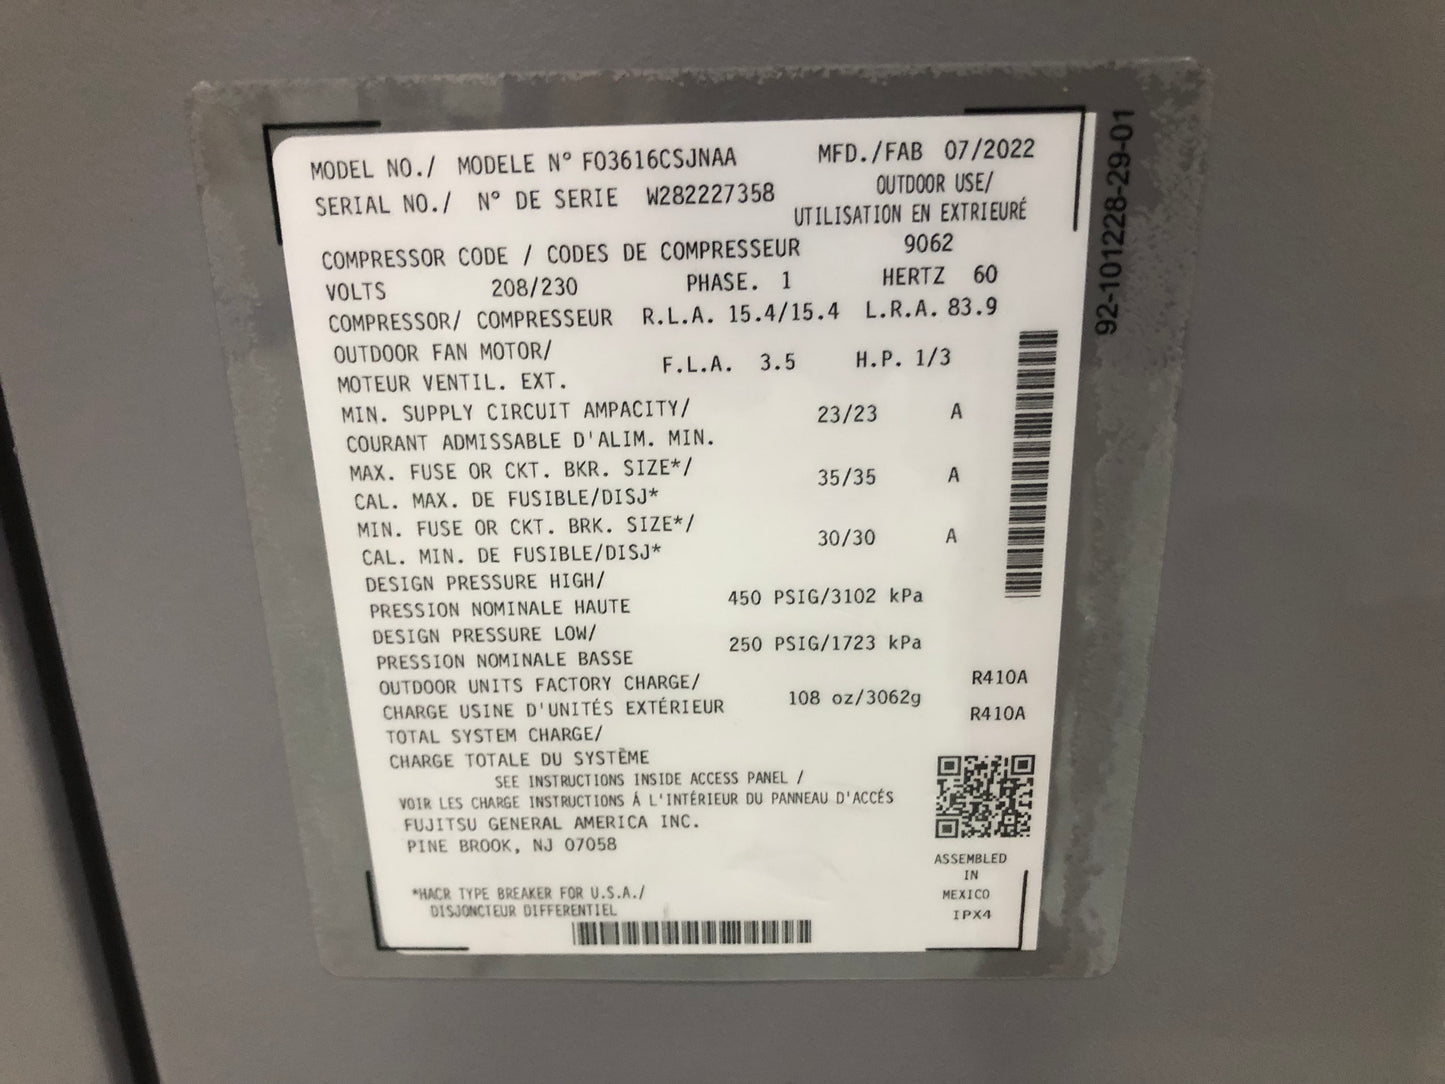 MODEL NO./ MODELE N° FO3616CSJNAA MFD./FAB 07/2022
SERIAL NO./ N° DE SERIE W282227358 OUTDOOR USE/
UTILISATION EN EXTRIEURÉ
COMPRESSOR CODE / CODES DE COMPRESSEUR 9062
VOLTS 208/230 PHASE. 1 HERTZ 60
COMPRESSOR/ COMPRESSEUR R.L.A. 15.4/15.4 L.R.A. 83.9
OUTDOOR FAN MOTOR/
MOTEUR VENTIL. EXT. F.L.A. 3.5 H.P. 1/3
MIN. SUPPLY CIRCUIT AMPACITY/ 23/23 A
COURANT ADMISSABLE D'ALIM. MIN.
MAX. FUSE OR CKT. BKR. SIZE*/ 35/35 A
CAL. MAX. DE FUSIBLE/DISJ*
MIN. FUSE OR CKT. BRK. SIZE*/ 30/30 A
CAL. MIN. DE FUSIBLE/DISJ*
DESIGN PRESSURE HIGH/
PRESSION NOMINALE HAUTE 450 PSIG/3102 kPa
DESIGN PRESSURE LOW/
PRESSION NOMINALE BASSE 250 PSIG/1723 kPa
OUTDOOR UNITS FACTORY CHARGE/ R410A
CHARGE USINE D'UNITÉS EXTÉRIEUR 108 oz/3062g
R410A
TOTAL SYSTEM CHARGE/
CHARGE TOTALE DU SYSTÈME
SEE INSTRUCTIONS INSIDE ACCESS PANEL /
VOIR LES CHARGE INSTRUCTIONS Á L'INTÉRIEUR DU PANNEAU D'ACCÉS
FUJITSU GENERAL AMERICA INC.
PINE BROOK, NJ 07058
*HACR TYPE BREAKER FOR U.S.A./
DISJONCTEUR DIFFERENTIEL
ASSEMBLED
IN
MEXICO
IPX4
92-101228-29-01